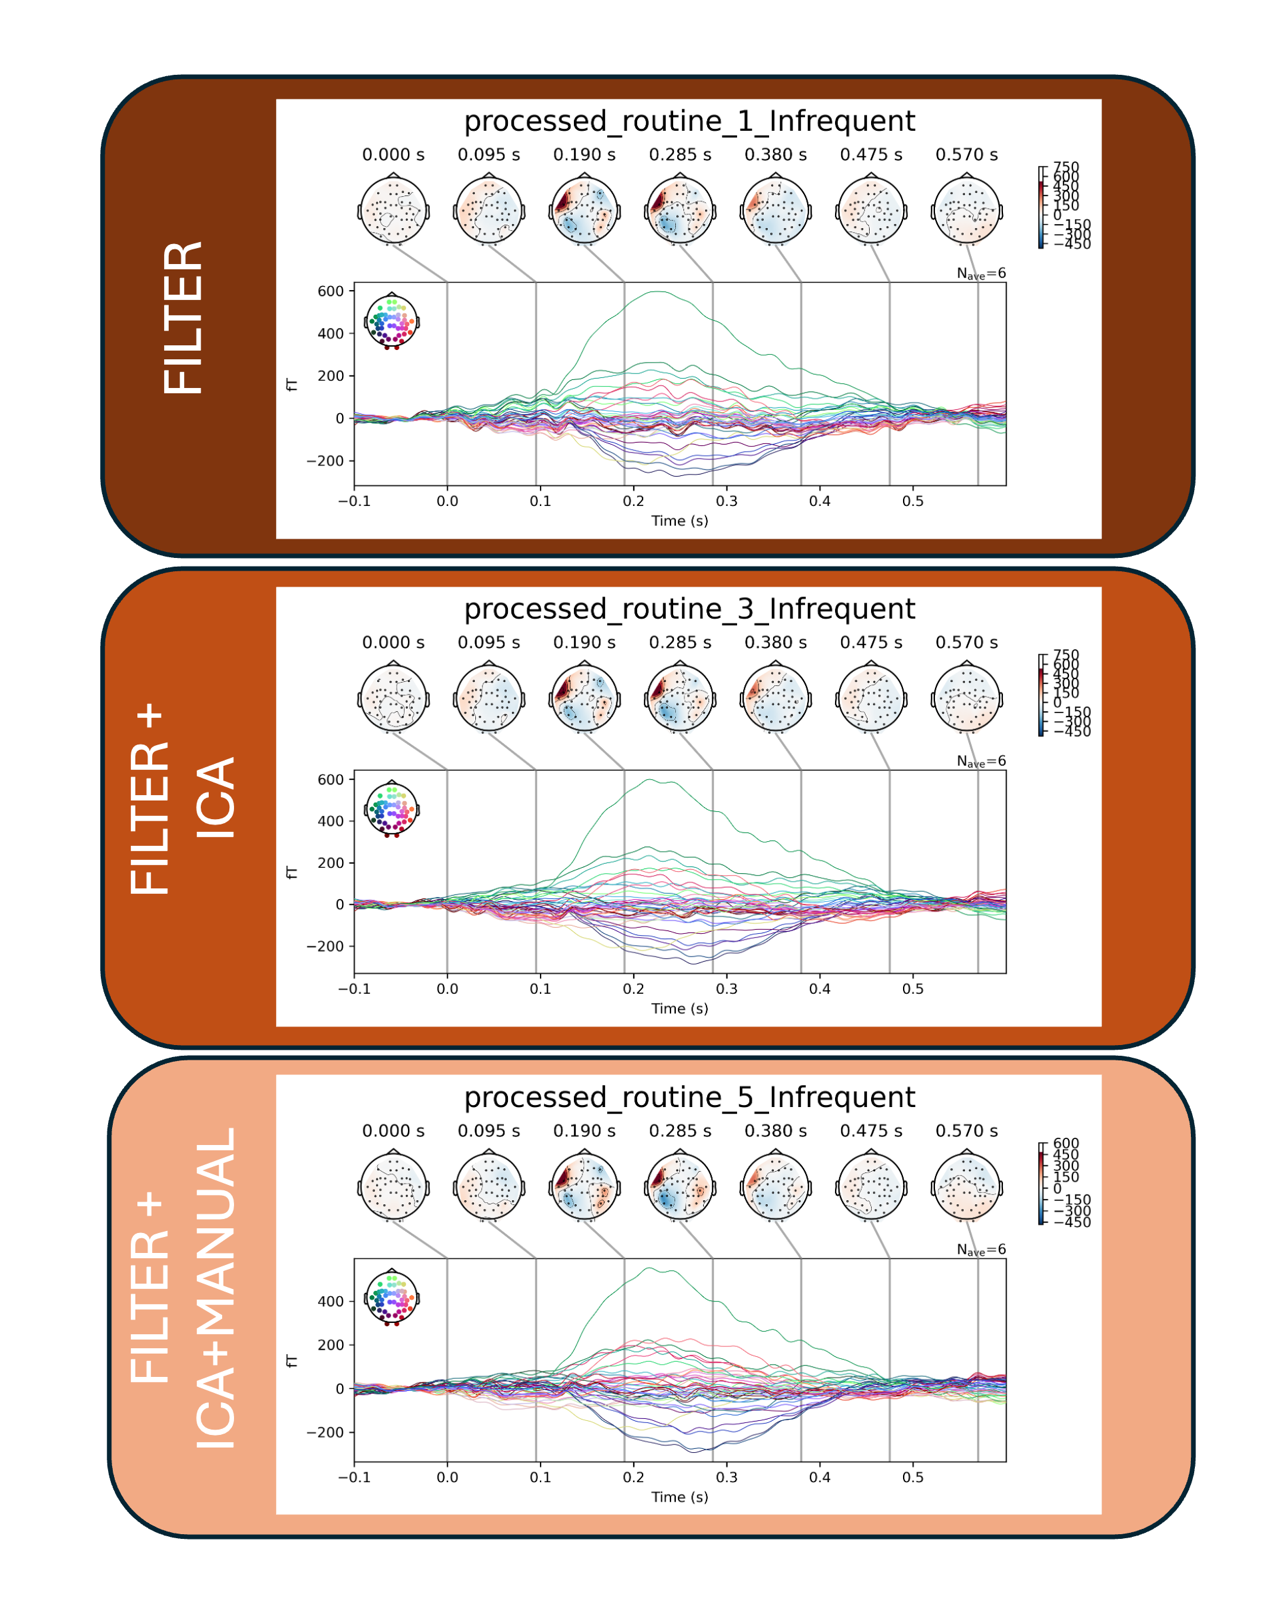 FILTER
processed_routine_1_Infrequent
0.000 s 0.095 s 0.190 s 0.285 s 0.380 s 0.475 s 0.570 s
750
600
450
300
150
0
−150
−300
−450
Nave=6
600
400
200
0
−200
fT
−0.1 0.0 0.1 0.2 0.3 0.4 0.5
Time (s)
FILTER +
ICA
processed_routine_3_Infrequent
0.000 s 0.095 s 0.190 s 0.285 s 0.380 s 0.475 s 0.570 s
750
600
450
300
150
0
−150
−300
−450
Nave=6
600
400
200
0
−200
fT
−0.1 0.0 0.1 0.2 0.3 0.4 0.5
Time (s)
FILTER +
ICA+MANUAL
processed_routine_5_Infrequent
0.000 s 0.095 s 0.190 s 0.285 s 0.380 s 0.475 s 0.570 s
600
450
300
150
0
−150
−300
−450
Nave=6
400
200
0
−200
fT
−0.1 0.0 0.1 0.2 0.3 0.4 0.5
Time (s)